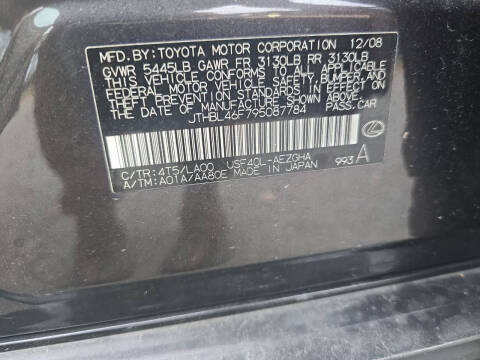 MFD.BY:TOYOTA MOTOR CORPORATION 12/08
GVWR 5445LB GAWR FR 3130LB RR 3130LB
THIS VEHICLE CONFORMS TO ALL APPLICABLE
FEDERAL MOTOR VEHICLE SAFETY, BUMPER, AND
THEFT PREVENTION STANDARDS IN EFFECT ON
THE DATE OF MANUFACTURE SHOWN ABOVE.
JTHBL46F795087784 PASS.CAR
C/TR:4T5/LA00 USF40L-AEZGHA
A/TM:A01A/AA80E MADE IN JAPAN 993 A